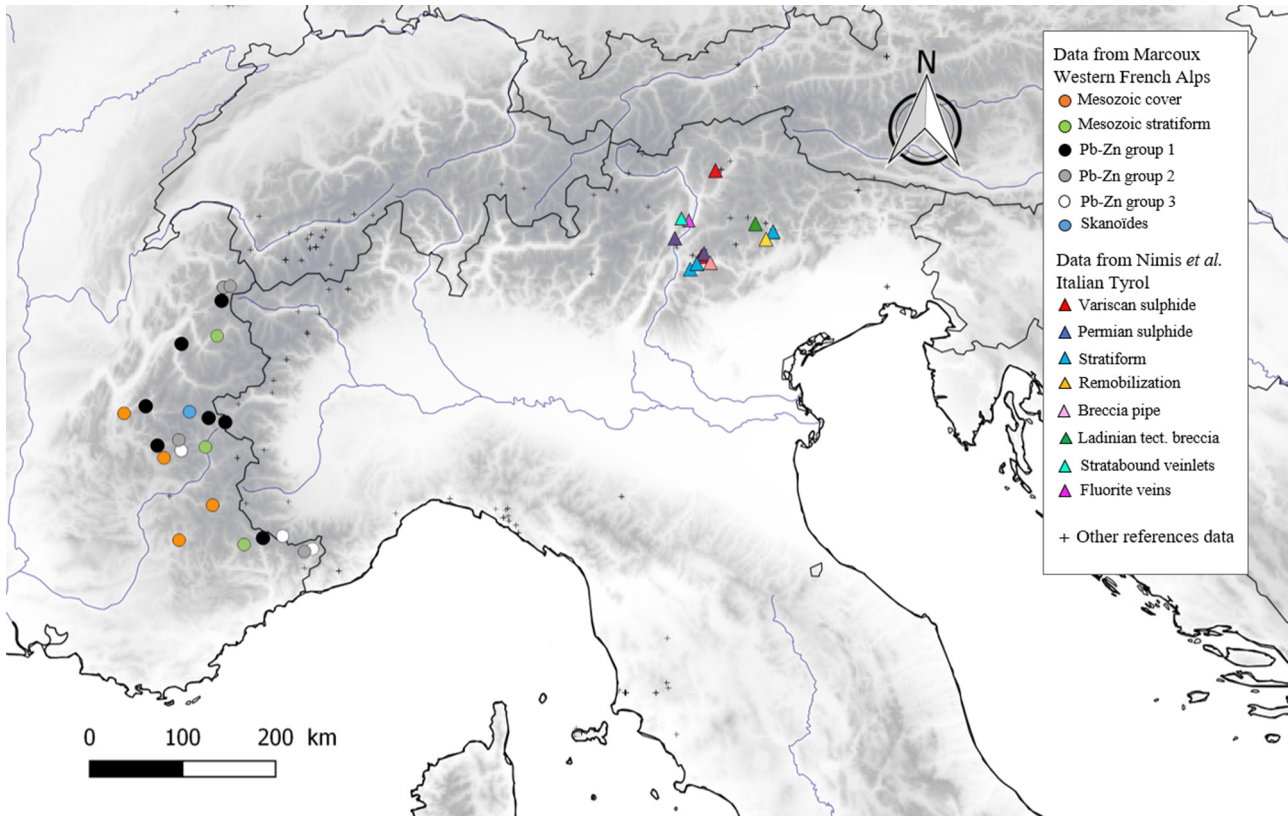 N
Data from Marcoux
Western French Alps
Mesozoic cover
Mesozoic stratiform
Pb-Zn group 1
Pb-Zn group 2
Pb-Zn group 3
Skanoïdes
Data from Nimis et al.
Italian Tyrol
Variscan sulphide
Permian sulphide
Stratiform
Remobilization
Breccia pipe
Ladinian tect. breccia
Stratabound veinlets
Fluorite veins
Other references data
0 100 200 km